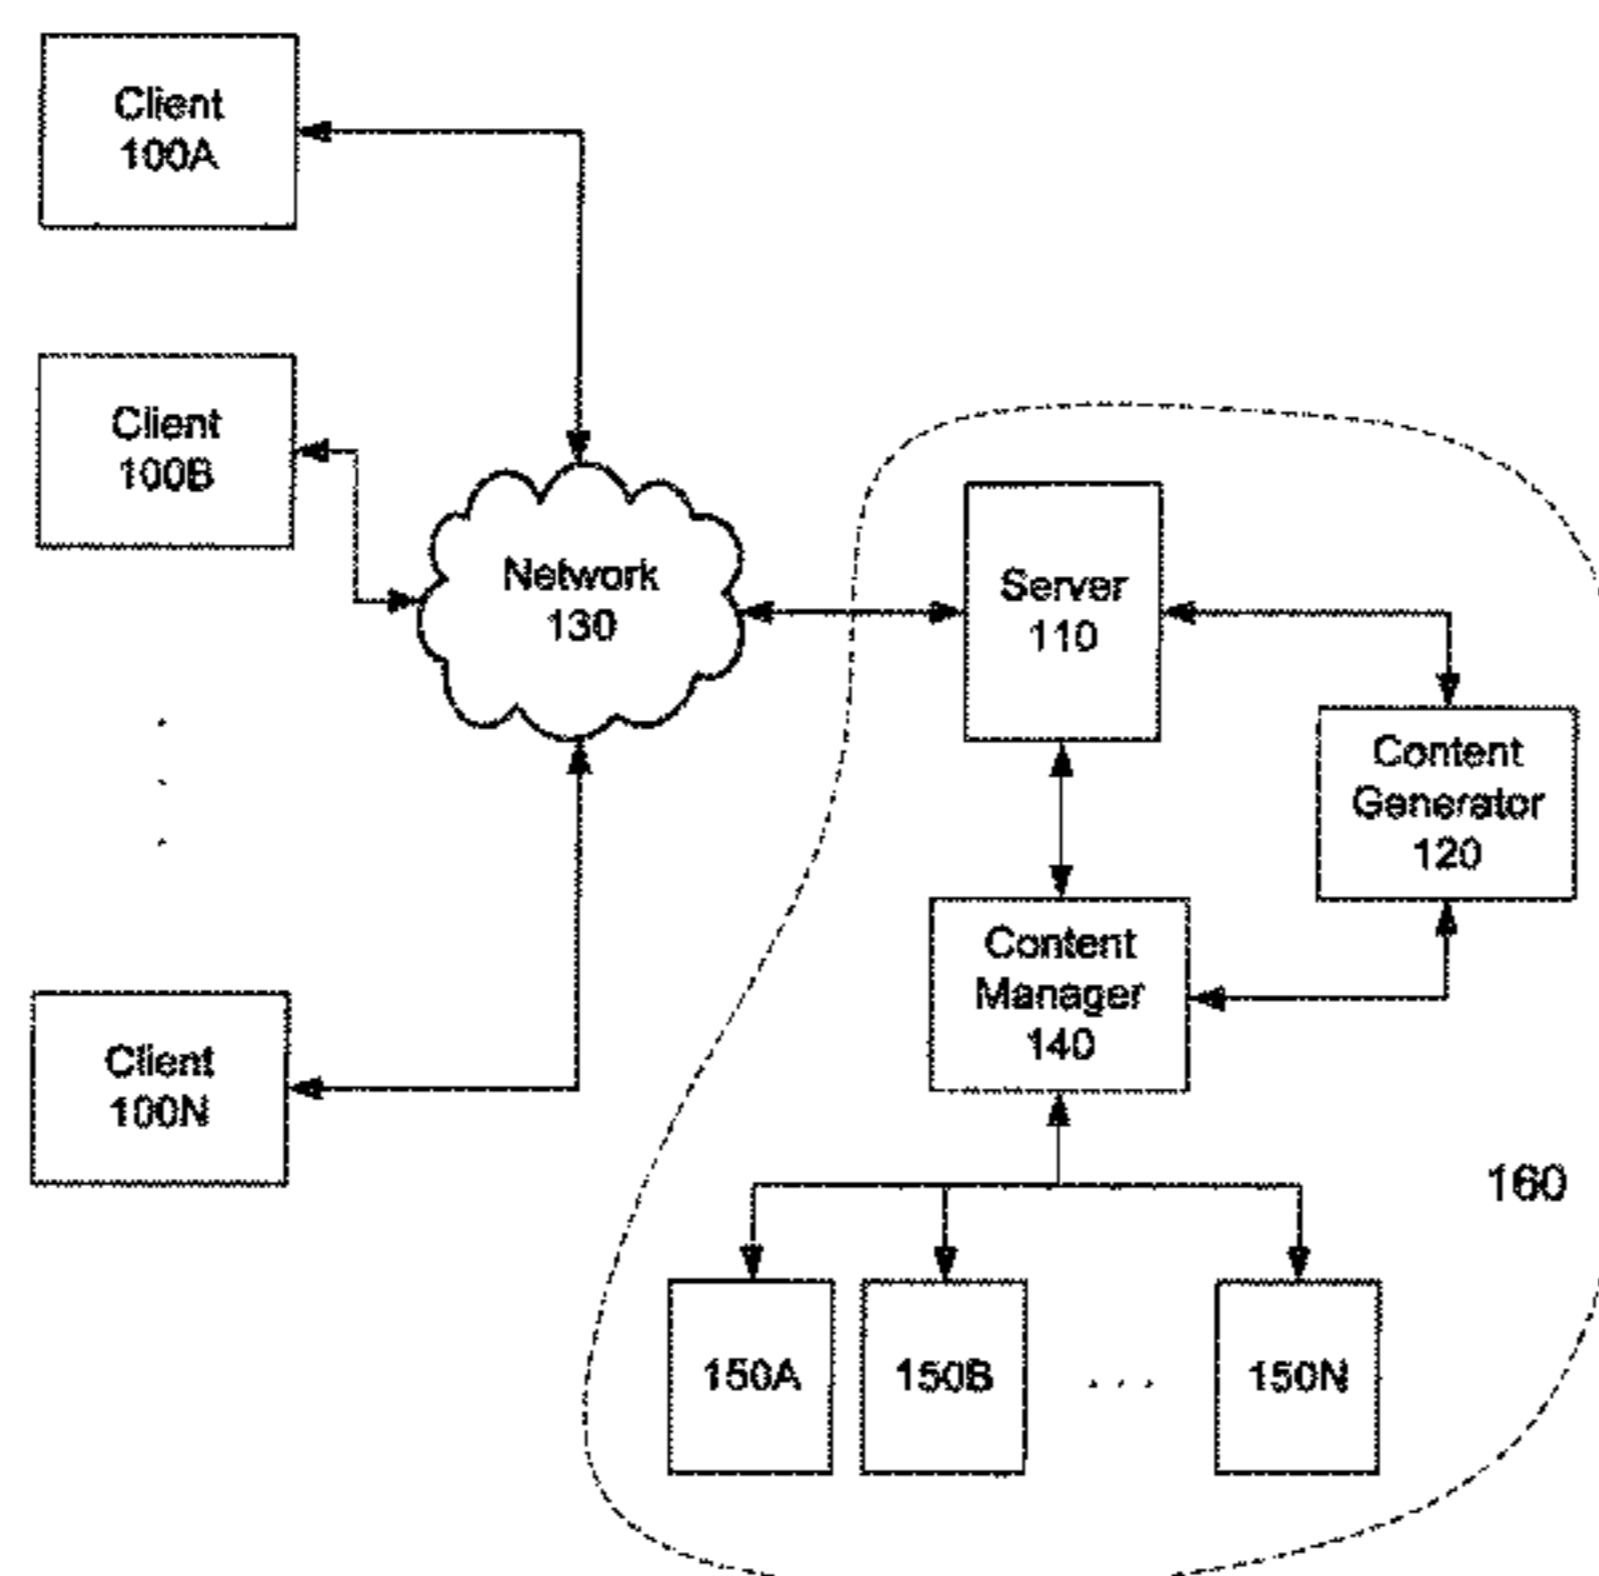 Client
100A
Client
100B
Network
130
Server
110
Content
Generator
120
Content
Manager
140
Client
100N
160
150A
150B
. . .
150N